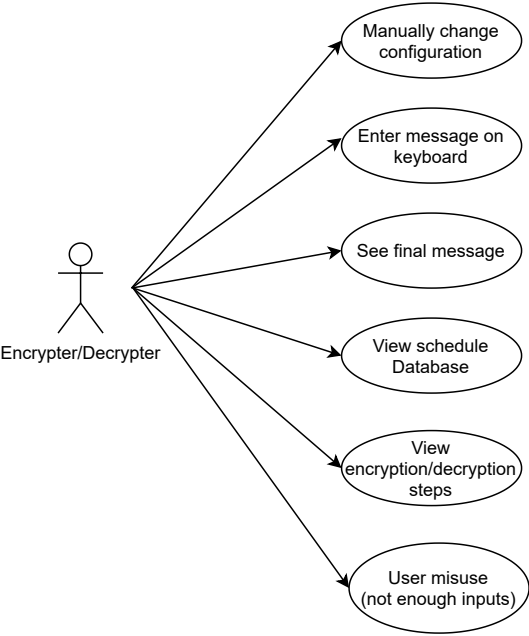 Manually change
configuration
Enter message on
keyboard
See final message
Encrypter/Decrypter
View schedule
Database
View
encryption/decryption
steps
User misuse
(not enough inputs)